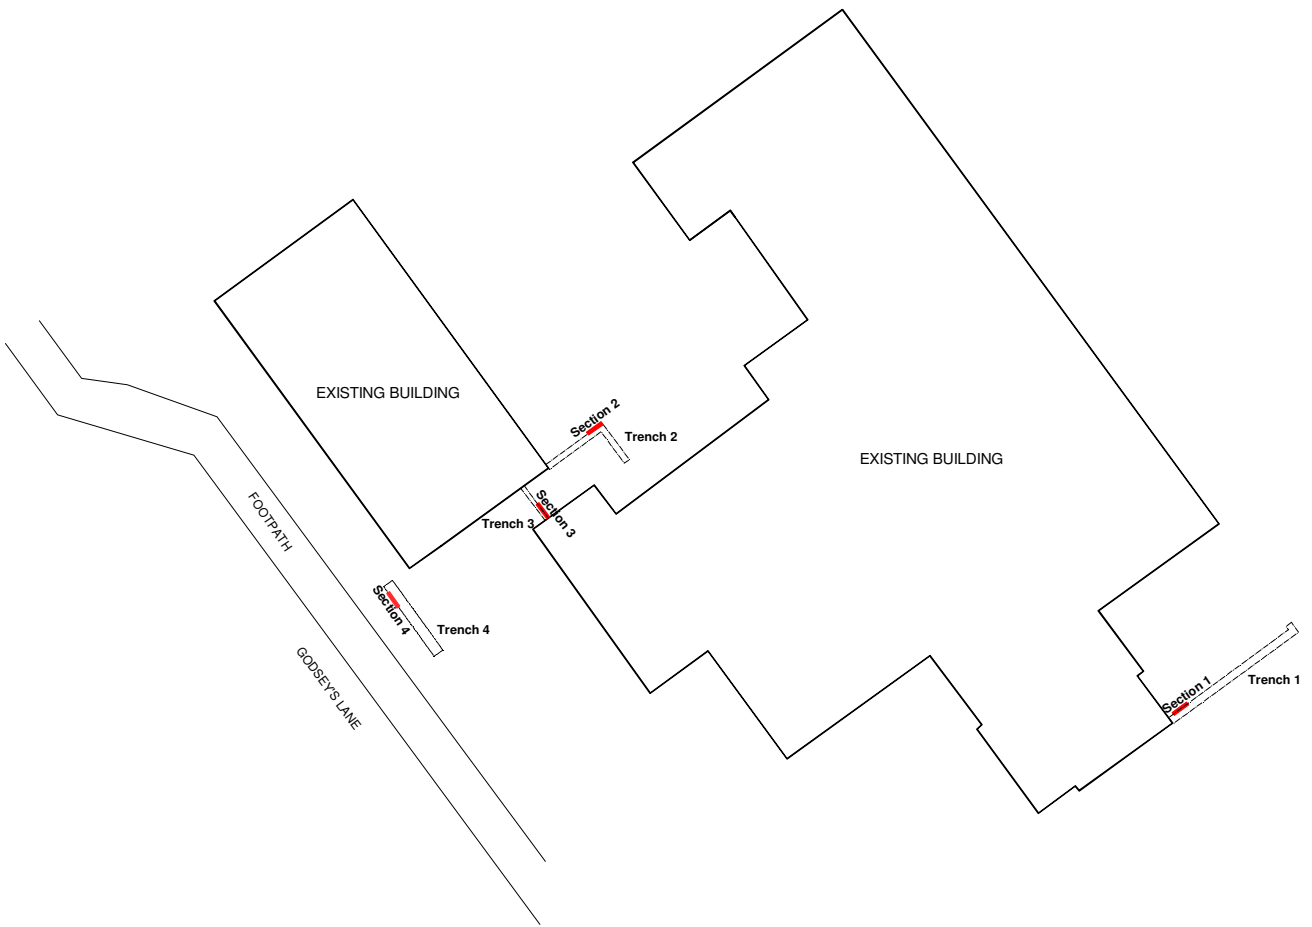 EXISTING BUILDING
Section 2
Trench 2
EXISTING BUILDING
Section 3
Trench 3
FOOTPATH
Section 4
Trench 4
GODSEY'S LANE
Section 1
Trench 1